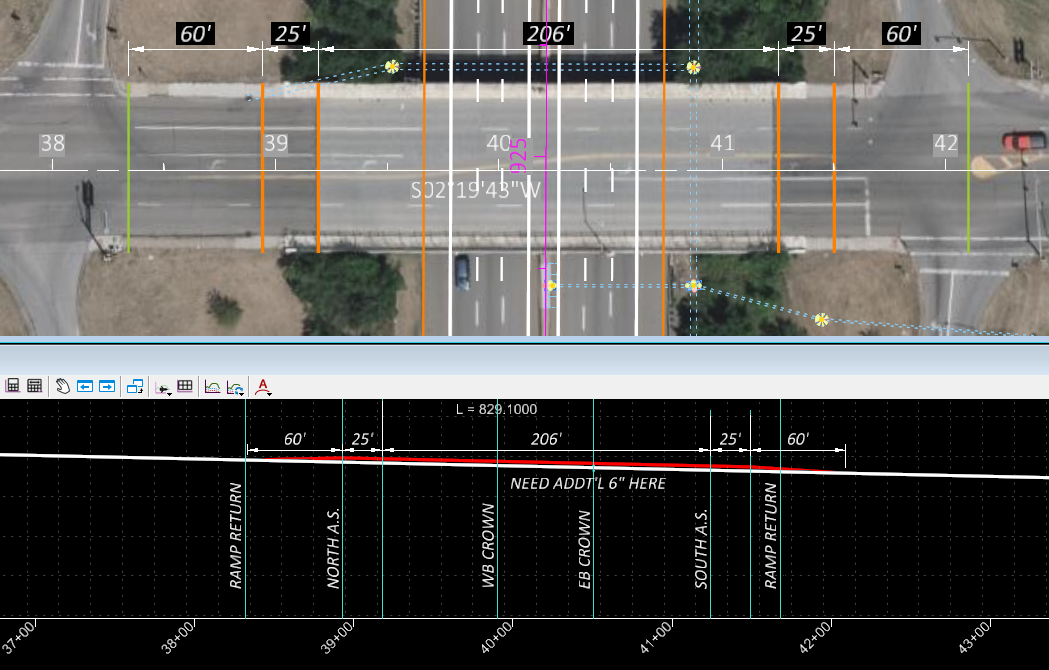 60' 25' 206' 25' 60'
38 39 40 41 42
925
S02°19'43"W
A
L = 829.1000
60' 25' 206' 25' 60'
NEED ADDT'L 6" HERE
RAMP RETURN
NORTH A.S.
WB CROWN
EB CROWN
SOUTH A.S.
RAMP RETURN
37+00 38+00 39+00 40+00 41+00 42+00 43+00